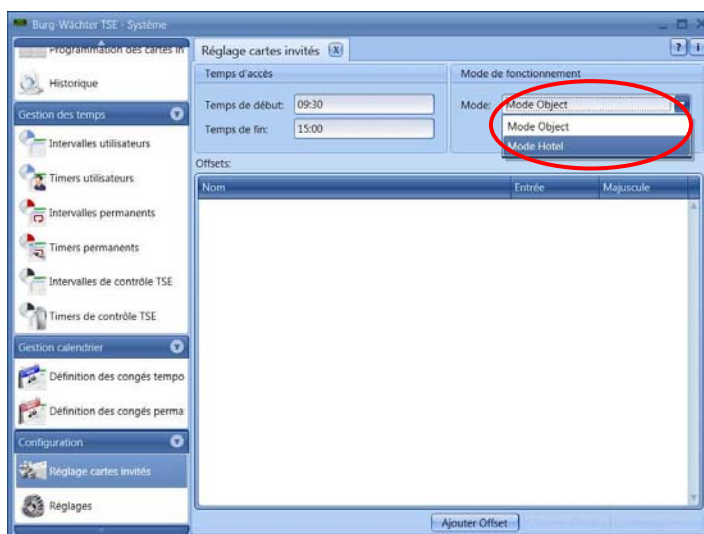 Burg-Wächter TSE - Système
Programmation des cartes in
Historique
Gestion des temps
Intervalles utilisateurs
Timers utilisateurs
Intervalles permanents
Timers permanents
Intervalles de contrôle TSE
Timers de contrôle TSE
Gestion calendrier
Définition des congés tempo
Définition des congés perma
Configuration
Réglage cartes invités
Réglages
Réglage cartes invités X
? i
Temps d'accès
Temps de début: 09:30
Temps de fin: 15:00
Mode de fonctionnement
Mode: Mode Object
Mode Object
Mode Hotel
Offsets:
Nom Entrée Majuscule
Ajouter Offset